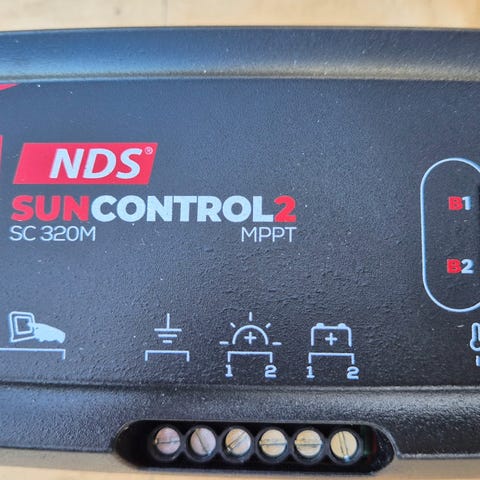 NDS®
SUNCONTROL2
SC 320M MPPT
B1
B2
1 2 1 2